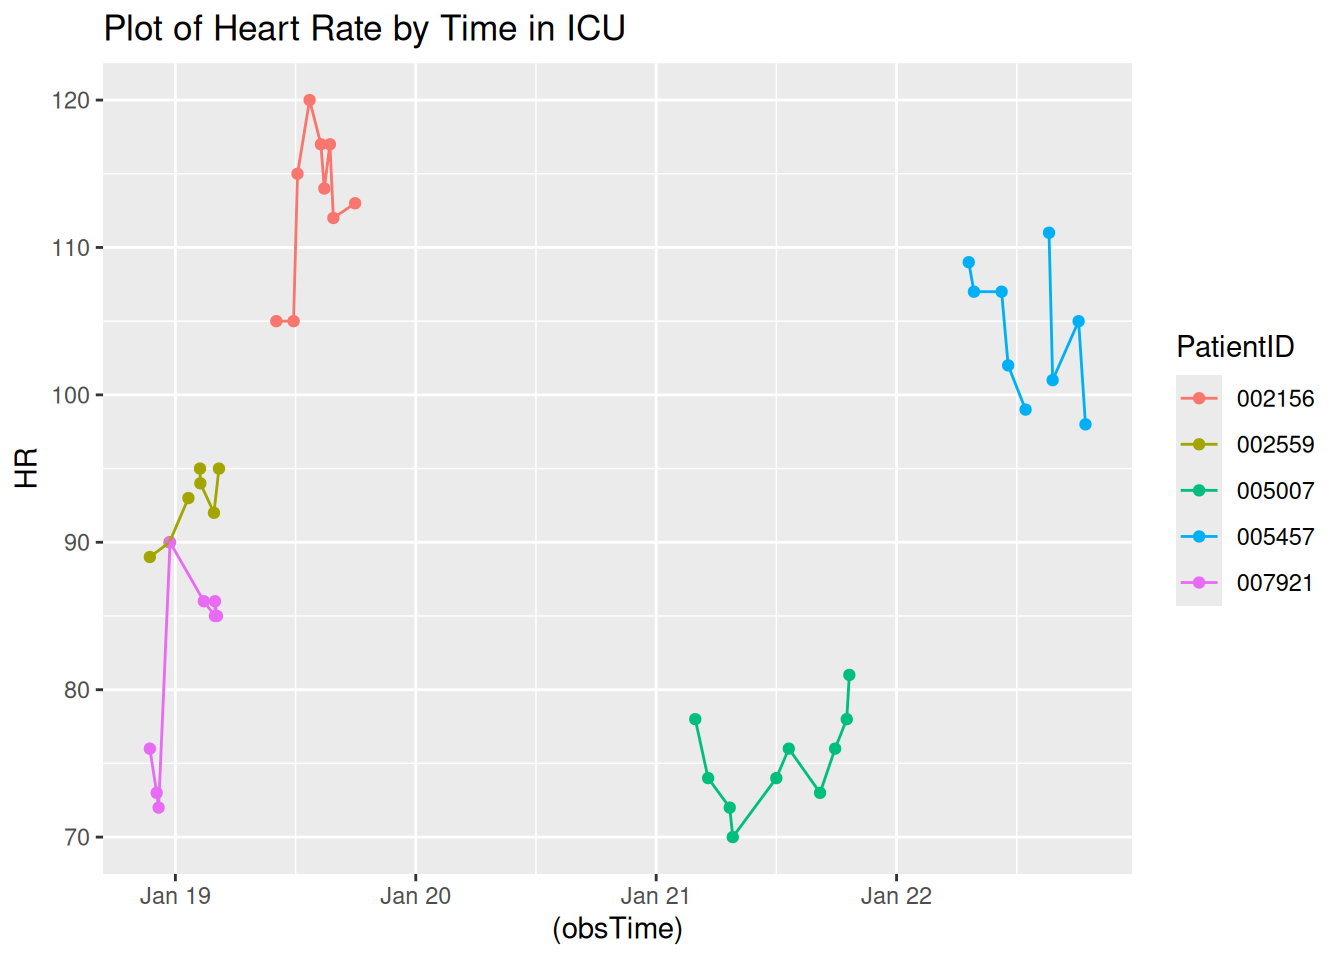 Plot of Heart Rate by Time in ICU
120
110
100
90
80
70
HR
Jan 19
Jan 20
Jan 21
Jan 22
(obsTime)
PatientID
002156
002559
005007
005457
007921